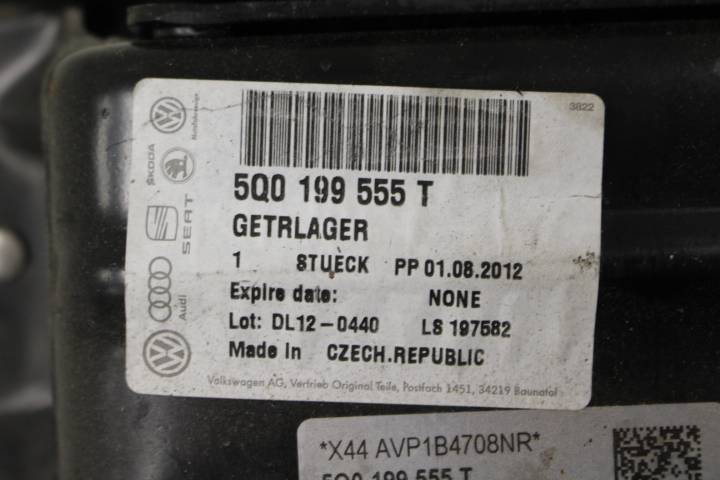 3822
5Q0 199 555 T
GETRLAGER
1 STUECK PP 01.08.2012
Expire date: NONE
Lot: DL12-0440 LS 197582
Made in CZECH.REPUBLIC
Volkswagen AG, Vertrieb Original Teile, Postfach 1451, 34219 Baunatal
Nutzfahrzeuge
ŠKODA
SEAT
Audi
*X44 AVP1B4708NR*
5Q0 199 555 T